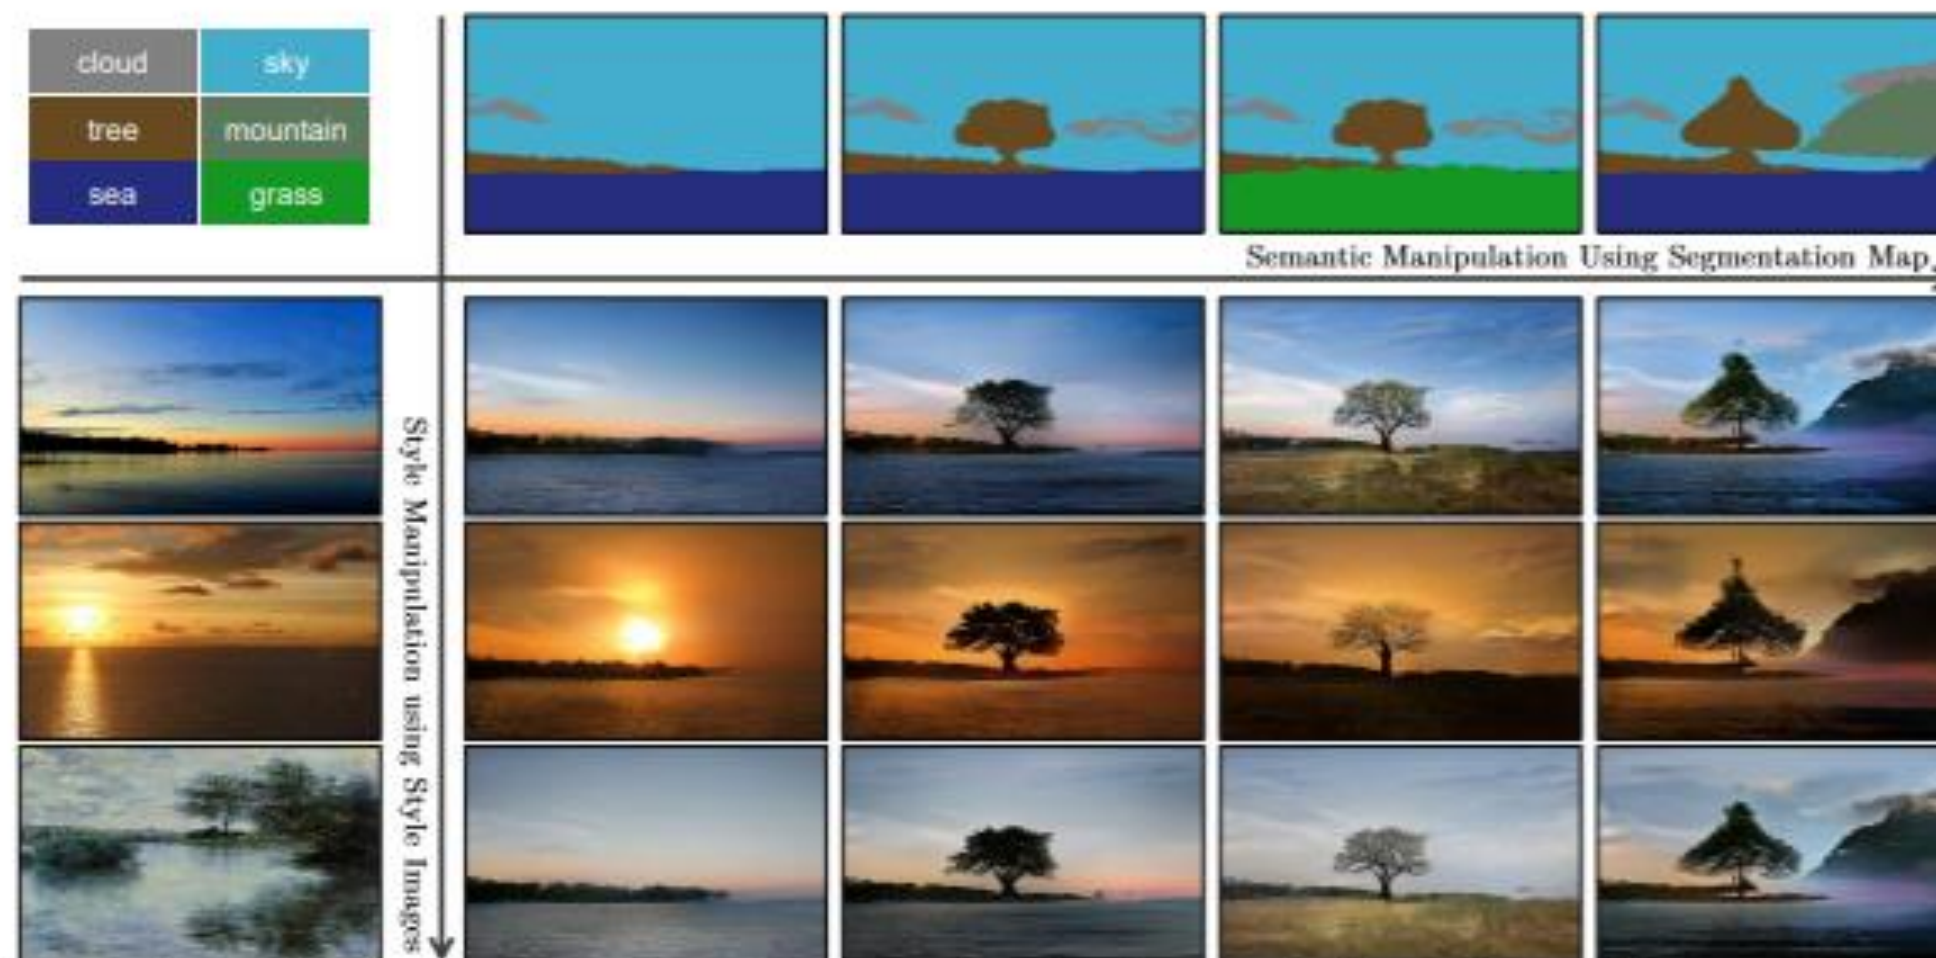 cloud sky
tree mountain
sea grass
Semantic Manipulation Using Segmentation Map
Style Manipulation using Style Images